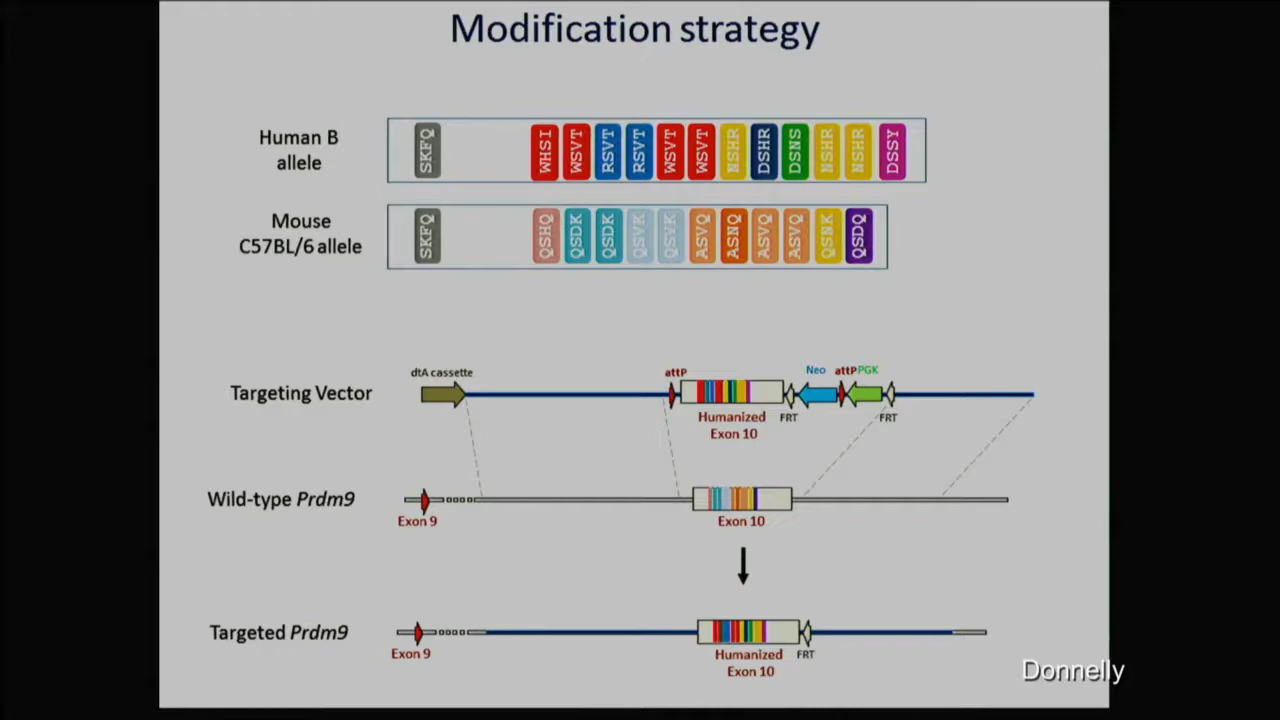 Modification strategy
Human B
allele
SKFQ WHSI WSVT RSVT RSVT WSVT WSVT NSHR DSHR DSNS NSHR NSHR DSSY
Mouse
C57BL/6 allele
SKFQ QSHQ QSDK QSDK QSVK QSVK ASVQ ASNQ ASVQ ASVQ QSNK QSDQ
dtA cassette
attP
Neo
attP PGK
Targeting Vector
Humanized
Exon 10
FRT
FRT
Wild-type Prdm9
Exon 9
Exon 10
Targeted Prdm9
Exon 9
Humanized
Exon 10
FRT
Donnelly